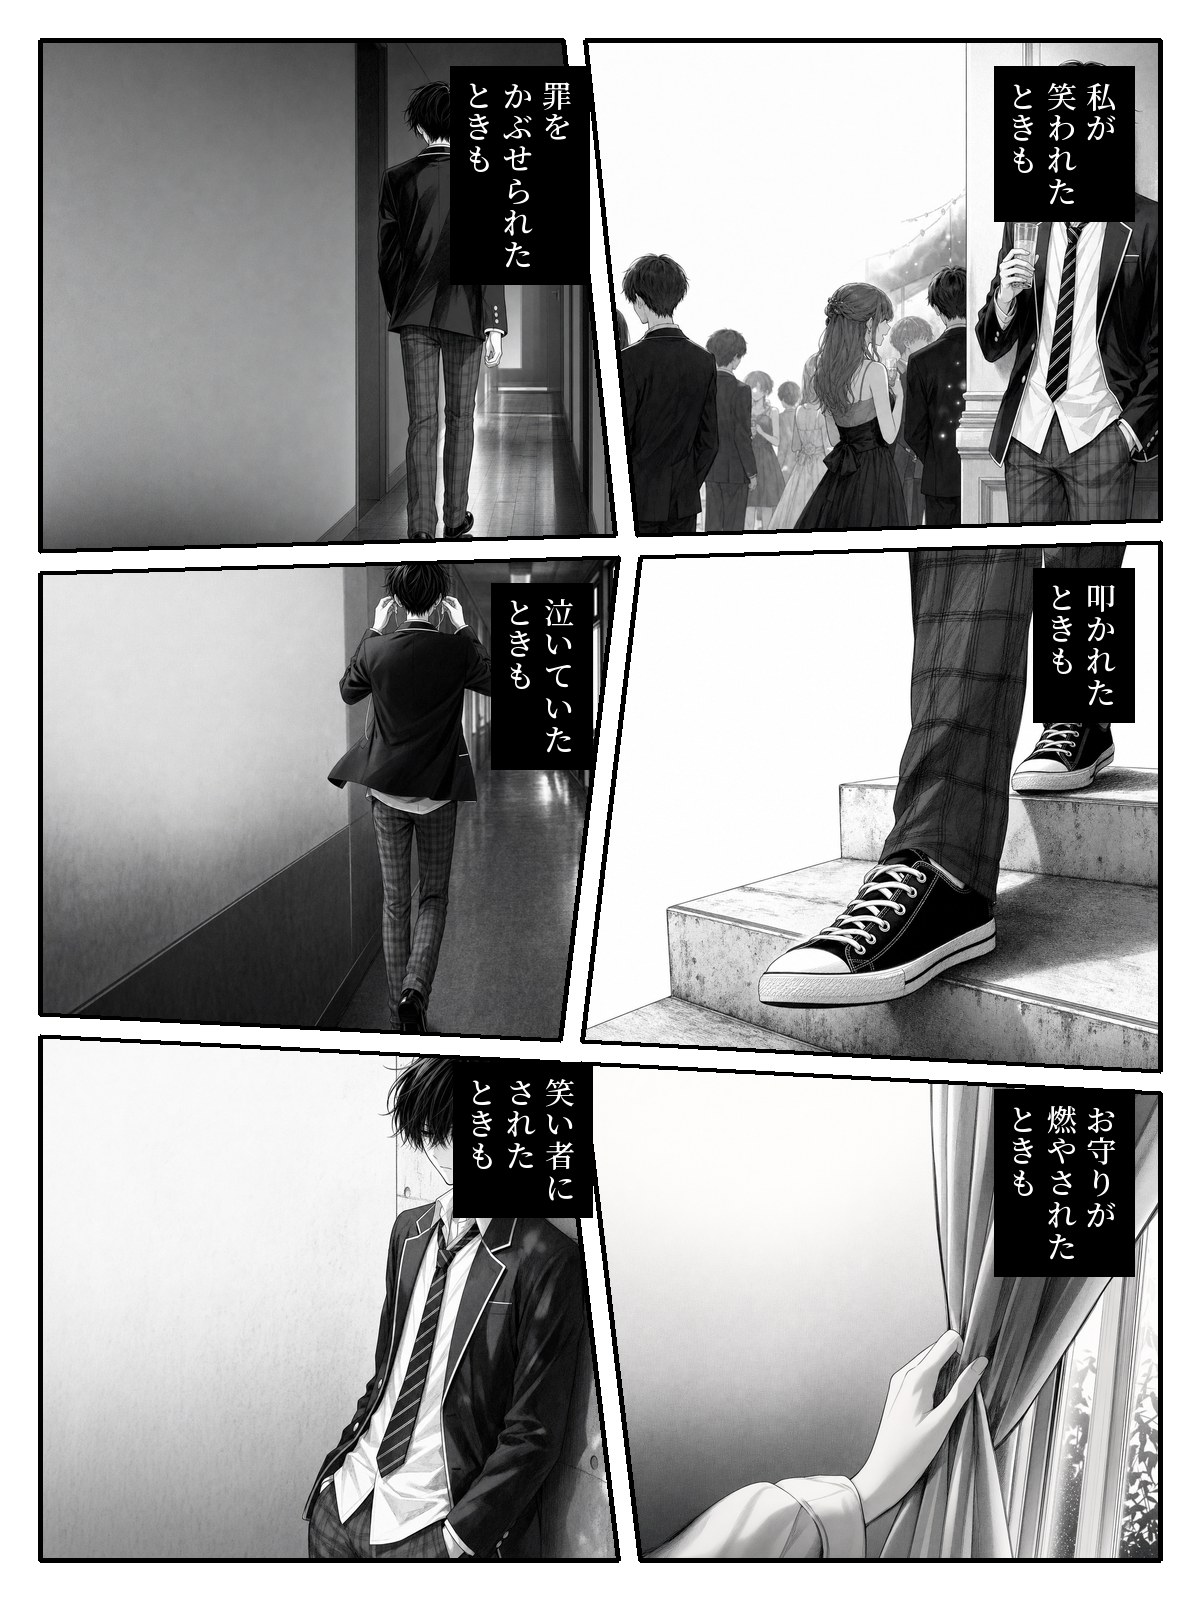 私が
笑われた
ときも
罪を
かぶせられた
ときも
叩かれた
ときも
泣いていた
ときも
お守りが
燃やされた
ときも
笑い者に
された
ときも